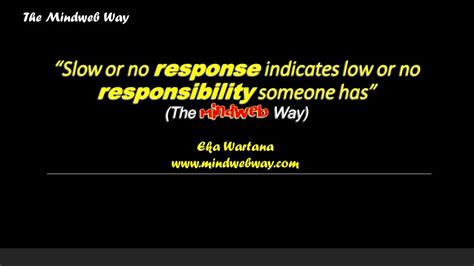 The Mindweb Way
“Slow or no response indicates low or no
responsibility someone has”
(The Mindweb Way)
Eka Wartana
www.mindwebway.com